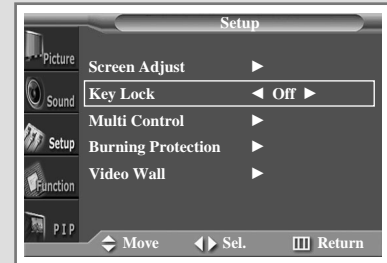 Setup
Picture
Sound
Setup
Function
PIP
Screen Adjust
Key Lock Off
Multi Control
Burning Protection
Video Wall
Move Sel. Return